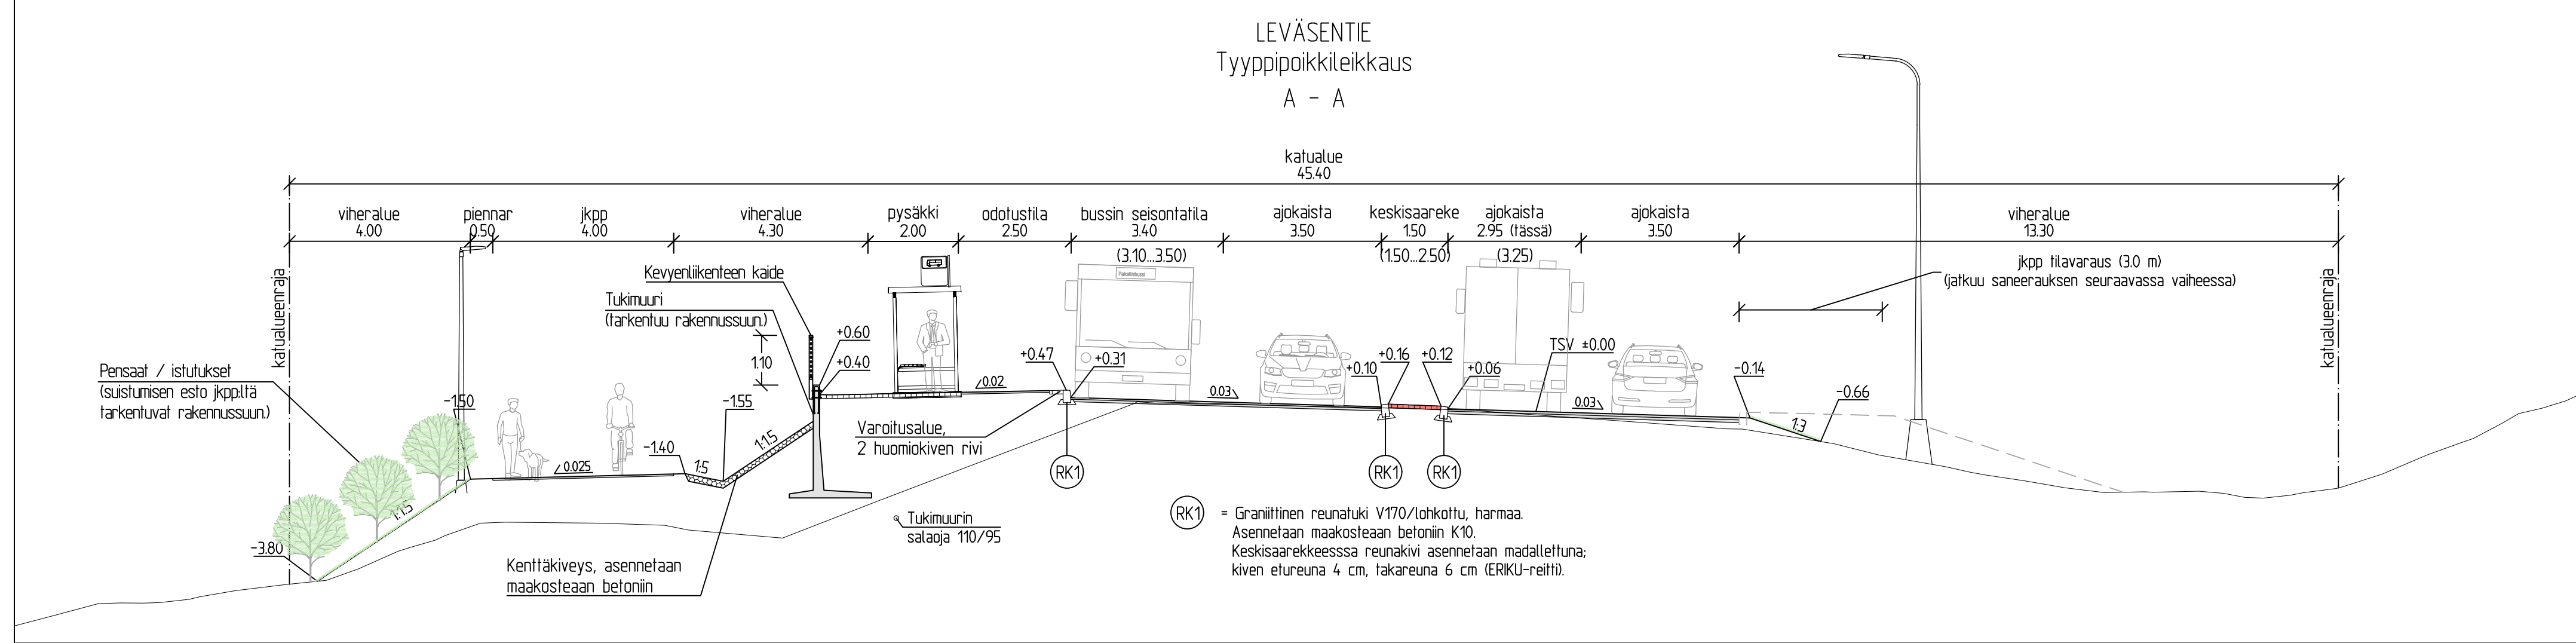 LEVÄSENTIE
Tyyppipoikkileikkaus
A - A
katualue
45.40
viheralue
4.00
piennar
0.50
jkpp
4.00
viheralue
4.30
pysäkki
2.00
odotustila
2.50
bussin seisontatila
3.40
(3.10...3.50)
ajokaista
3.50
keskisaareke
1.50
(1.50...2.50)
ajokaista
2.95 (tässä)
(3.25)
ajokaista
3.50
viheralue
13.30
katualueenraja
katualueenraja
jkpp tilavaraus (3.0 m)
(jatkuu saneerauksen seuraavassa vaiheessa)
Kevyenliikenteen kaide
Tukimuuri
(tarkentuu rakennussuun.)
1.10
+0.60
+0.40
Paikallisbussi
+0.47
+0.31
+0.10
+0.16
+0.12
+0.06
TSV ±0.00
-0.14
-0.66
Pensaat / istutukset
(suistumisen esto jkpp:ltä
tarkentuvat rakennussuun.)
-1.50
-1.55
-1.40
-3.80
0.025
0.02
0.03
0.03
1:5
1:1.5
1:1.5
1:3
Varoitusalue,
2 huomiokiven rivi
RK1
RK1
RK1
Tukimuurin
salaoja 110/95
Kenttäkiveys, asennetaan
maakosteaan betoniin
RK1 = Graniittinen reunatuki V170/lohkottu, harmaa.
Asennetaan maakosteaan betoniin K10.
Keskisaarekkeesssa reunakivi asennetaan madallettuna;
kiven etureuna 4 cm, takareuna 6 cm (ERIKU-reitti).